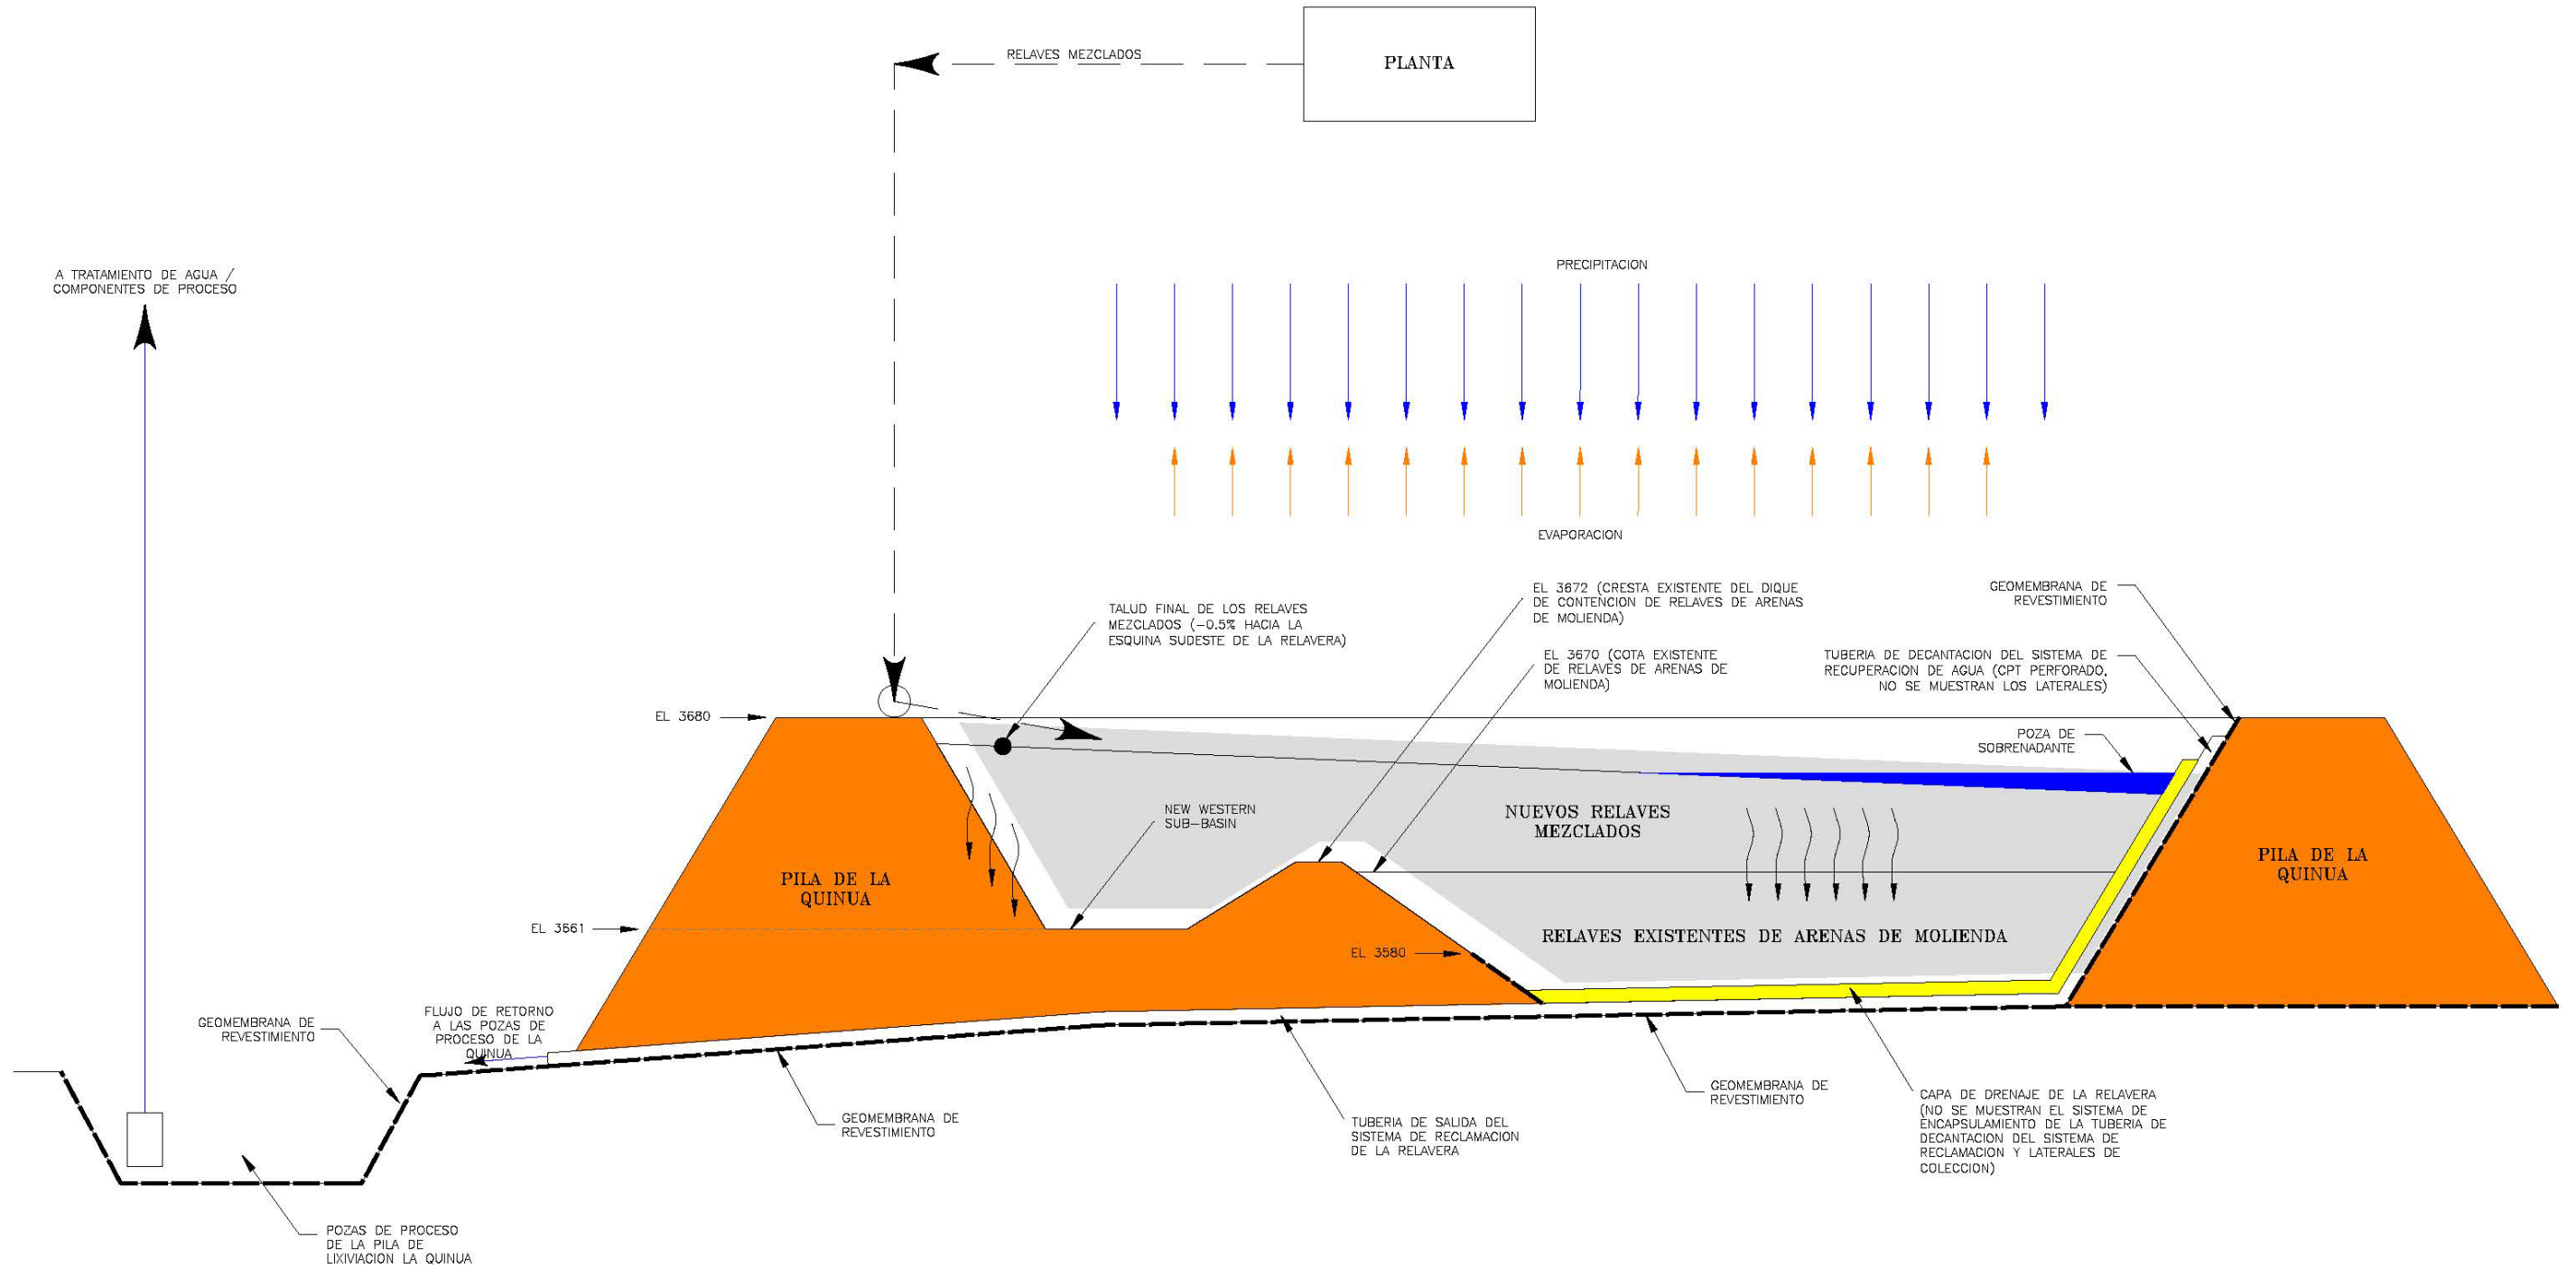 RELAVES MEZCLADOS
PLANTA
A TRATAMIENTO DE AGUA /
COMPONENTES DE PROCESO
PRECIPITACION
EVAPORACION
TALUD FINAL DE LOS RELAVES
MEZCLADOS (-0.5% HACIA LA
ESQUINA SUDESTE DE LA RELAVERA)
EL 3672 (CRESTA EXISTENTE DEL DIQUE
DE CONTENCION DE RELAVES DE ARENAS
DE MOLIENDA)
EL 3670 (COTA EXISTENTE
DE RELAVES DE ARENAS DE
MOLIENDA)
GEOMEMBRANA DE
REVESTIMIENTO
TUBERIA DE DECANTACION DEL SISTEMA DE
RECUPERACION DE AGUA (CPT PERFORADO,
NO SE MUESTRAN LOS LATERALES)
POZA DE
SOBRENADANTE
EL 3680
NEW WESTERN
SUB-BASIN
NUEVOS RELAVES
MEZCLADOS
PILA DE LA
QUINUA
PILA DE LA
QUINUA
EL 3661
EL 3580
RELAVES EXISTENTES DE ARENAS DE MOLIENDA
FLUJO DE RETORNO
A LAS POZAS DE
PROCESO DE LA
QUINUA
GEOMEMBRANA DE
REVESTIMIENTO
GEOMEMBRANA DE
REVESTIMIENTO
TUBERIA DE SALIDA DEL
SISTEMA DE RECLAMACION
DE LA RELAVERA
GEOMEMBRANA DE
REVESTIMIENTO
CAPA DE DRENAJE DE LA RELAVERA
(NO SE MUESTRAN EL SISTEMA DE
ENCAPSULAMIENTO DE LA TUBERIA DE
DECANTACION DEL SISTEMA DE
RECLAMACION Y LATERALES DE
COLECCION)
POZAS DE PROCESO
DE LA PILA DE
LIXIVIACION LA QUINUA